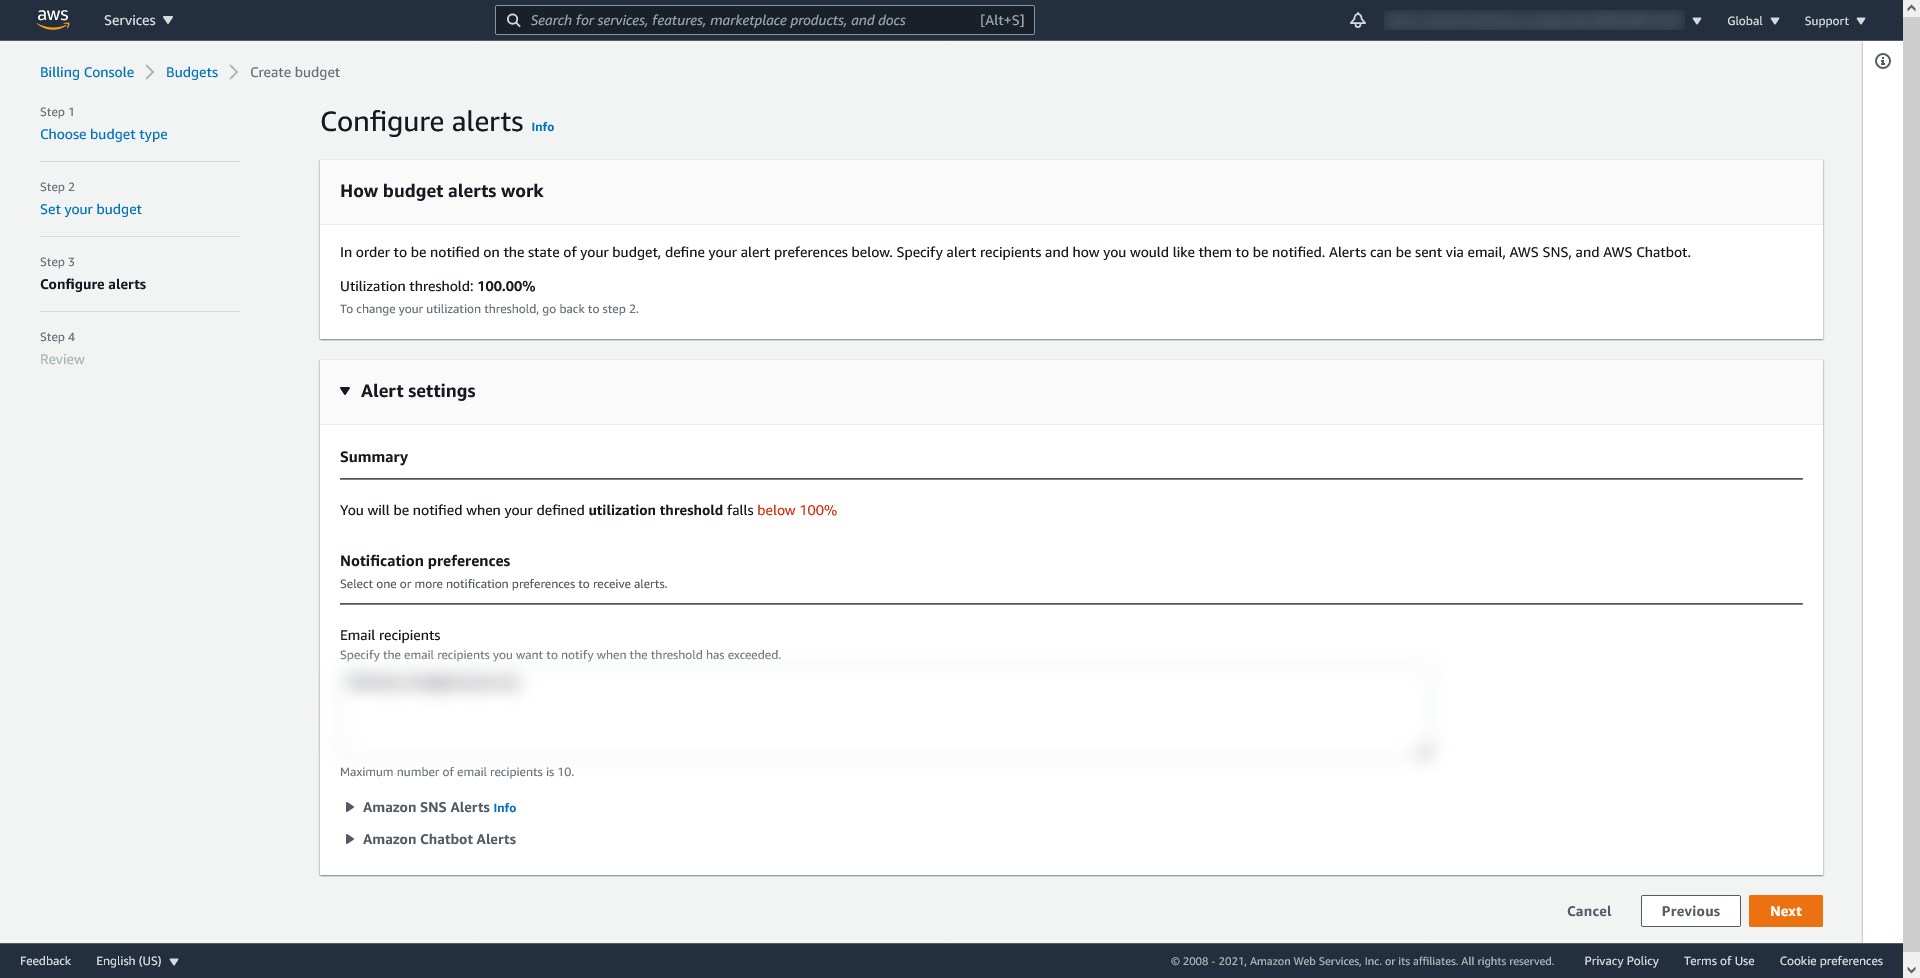 aws
Services
Search for services, features, marketplace products, and docs
[Alt+S]
Global
Support
Billing Console
Budgets
Create budget
Step 1
Choose budget type
Step 2
Set your budget
Step 3
Configure alerts
Step 4
Review
Configure alerts Info
How budget alerts work
In order to be notified on the state of your budget, define your alert preferences below. Specify alert recipients and how you would like them to be notified. Alerts can be sent via email, AWS SNS, and AWS Chatbot.
Utilization threshold: 100.00%
To change your utilization threshold, go back to step 2.
Alert settings
Summary
You will be notified when your defined utilization threshold falls below 100%
Notification preferences
Select one or more notification preferences to receive alerts.
Email recipients
Specify the email recipients you want to notify when the threshold has exceeded.
Maximum number of email recipients is 10.
Amazon SNS Alerts Info
Amazon Chatbot Alerts
Cancel
Previous
Next
Feedback
English (US)
© 2008 - 2021, Amazon Web Services, Inc. or its affiliates. All rights reserved.
Privacy Policy
Terms of Use
Cookie preferences